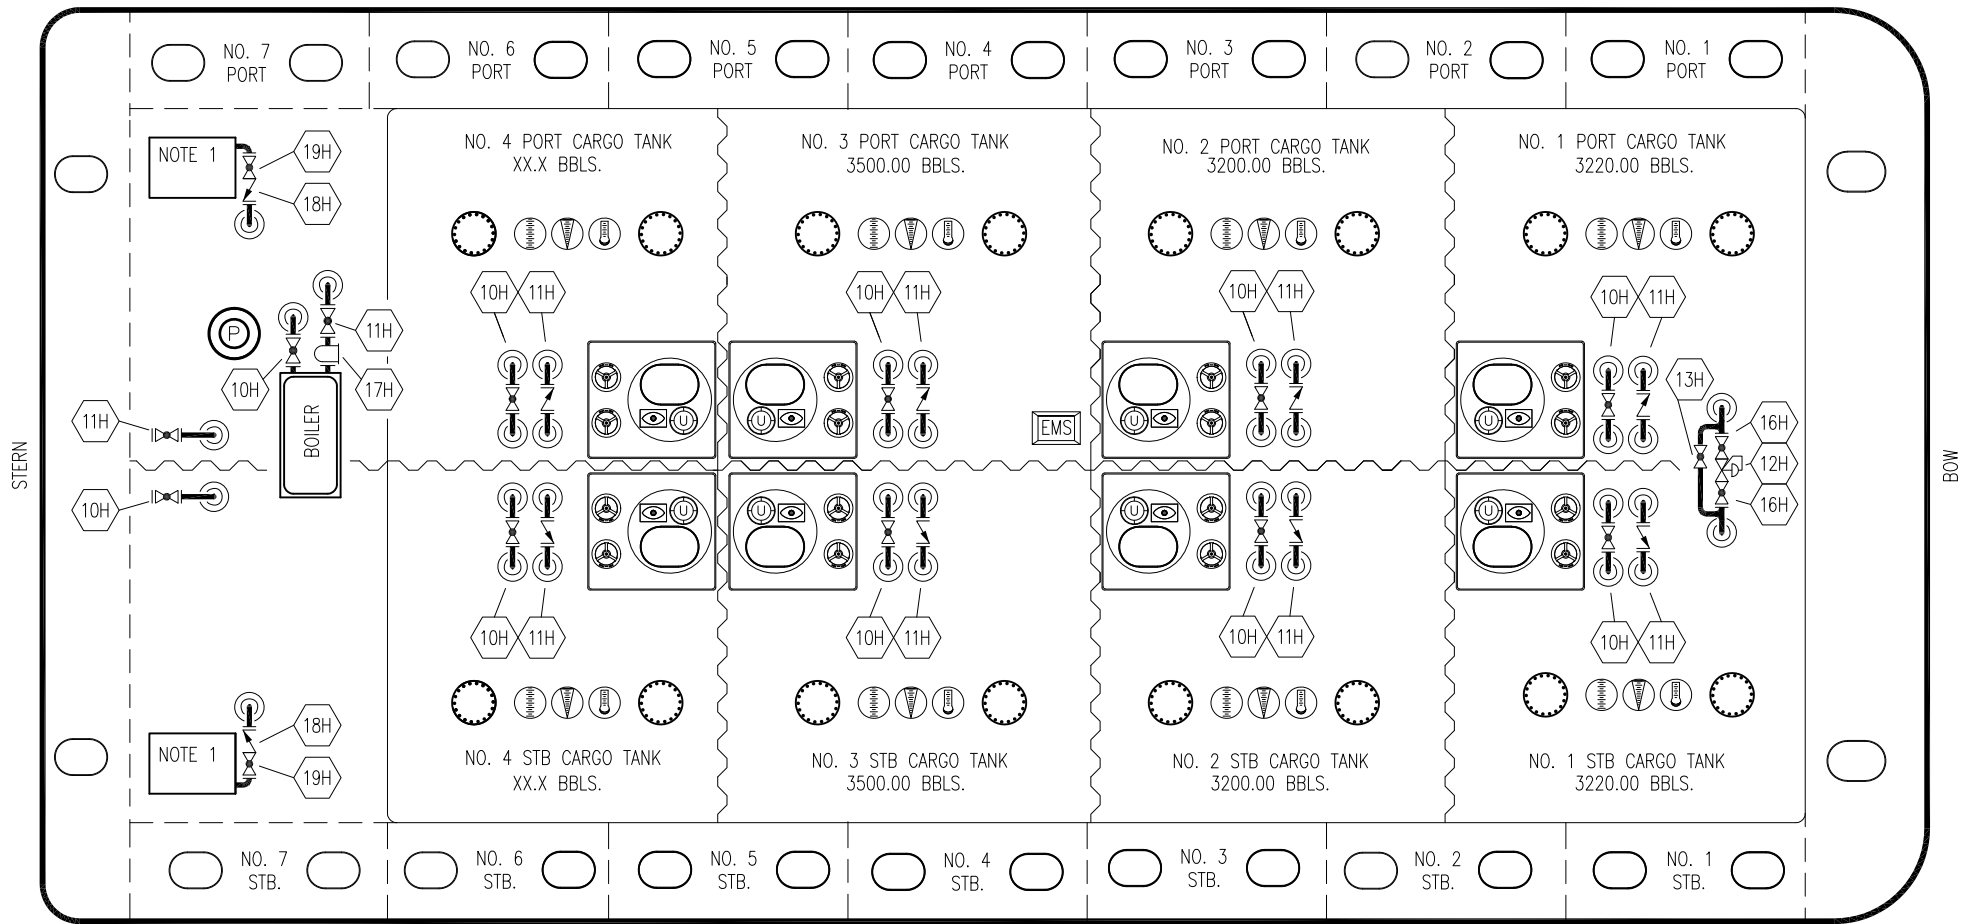 NO. 7
PORT
NO. 6
PORT
NO. 5
PORT
NO. 4
PORT
NO. 3
PORT
NO. 2
PORT
NO. 1
PORT
NOTE 1
19H
18H
NO. 4 PORT CARGO TANK
XX.X BBLS.
NO. 3 PORT CARGO TANK
3500.00 BBLS.
NO. 2 PORT CARGO TANK
3200.00 BBLS.
NO. 1 PORT CARGO TANK
3220.00 BBLS.
10H
11H
10H
11H
10H
11H
10H
11H
P
11H
10H
17H
BOILER
11H
10H
STERN
U
U
EMS
U
U
13H
16H
12H
16H
BOW
U
U
U
U
10H
11H
10H
11H
10H
11H
10H
11H
18H
NOTE 1
19H
NO. 4 STB CARGO TANK
XX.X BBLS.
NO. 3 STB CARGO TANK
3500.00 BBLS.
NO. 2 STB CARGO TANK
3200.00 BBLS.
NO. 1 STB CARGO TANK
3220.00 BBLS.
NO. 7
STB.
NO. 6
STB.
NO. 5
STB.
NO. 4
STB.
NO. 3
STB.
NO. 2
STB.
NO. 1
STB.